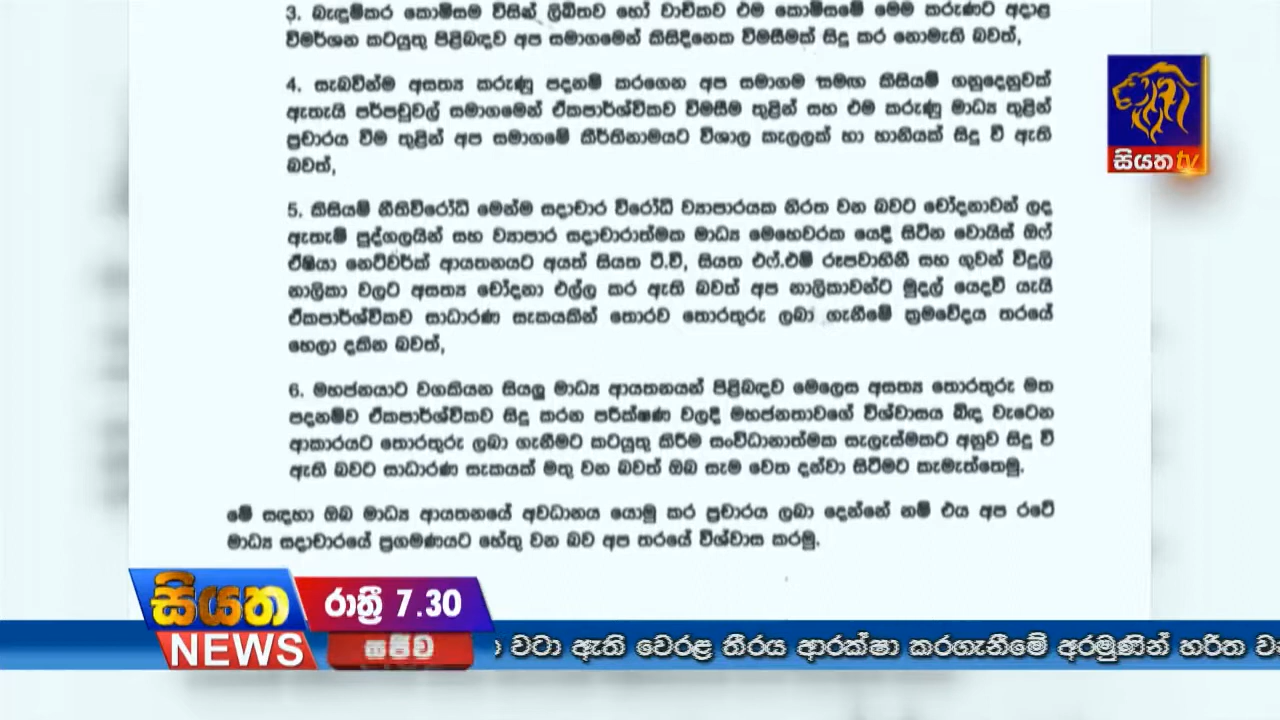 3. බැඳුම්කර කොමිසම විසින් ලිඛිතව හෝ වාචිකව එම කොමිසමේ මෙම කරුණට අදාළ
විමර්ශන කටයුතු පිළිබඳව අප සමාගමෙන් කිසිදිනෙක විමසීමක් සිදු කර නොමැති බවත්,
4. සැබවින්ම අසත්‍ය කරුණු පදනම් කරගෙන අප සමාගම සමඟ කිසියම් ගනුදෙනුවක්
ඇතැයි පර්පචුවල් සමාගමෙන් ඒකපාර්ශ්විකව විමසීම තුළින් සහ එම කරුණු මාධ්‍ය තුළින්
ප්‍රචාරය වීම තුළින් අප සමාගමේ කීර්තිනාමයට විශාල කැලලක් හා හානියක් සිදු වී ඇති
බවත්,
5. කිසියම් නීතිවිරෝධී මෙන්ම සදාචාර විරෝධී ව්‍යාපාරයක නිරත වන බවට චෝදනාවන් ලද
ඇතැම් පුද්ගලයින් සහ ව්‍යාපාර සදාචාරාත්මක මාධ්‍ය මෙහෙවරක යෙදී සිටින වොයිස් ඔෆ්
ඒෂියා නෙට්වර්ක් ආයතනයට අයත් සියත ටී.වී, සියත එෆ්.එම් රූපවාහිනී සහ ගුවන් විදුලි
නාලිකා වලට අසත්‍ය චෝදනා එල්ල කර ඇති බවත් අප නාලිකාවන්ට මුදල් යෙදවී යැයි
ඒකපාර්ශ්විකව සාධාරණ සැකයකින් තොරව තොරතුරු ලබා ගැනීමේ ක්‍රමවේදය තරයේ
හෙලා දකින බවත්,
6. මහජනයාට වගකියන සියලු මාධ්‍ය ආයතනයන් පිළිබඳව මෙලෙස අසත්‍ය තොරතුරු මත
පදනම්ව ඒකපාර්ශ්විකව සිදු කරන පරීක්ෂණ වලදී මහජනතාවගේ විශ්වාසය බිඳ වැටෙන
ආකාරයට තොරතුරු ලබා ගැනීමට කටයුතු කිරීම සංවිධානාත්මක සැලැස්මකට අනුව සිදු වී
ඇති බවට සාධාරණ සැකයක් මතු වන බවත් ඔබ සැම වෙත දන්වා සිටීමට කැමැත්තෙමු.
මේ සඳහා ඔබ මාධ්‍ය ආයතනයේ අවධානය යොමු කර ප්‍රචාරය ලබා දෙන්නේ නම් එය අප රටේ
මාධ්‍ය සදාචාරයේ ප්‍රගමණයට හේතු වන බව අප තරයේ විශ්වාස කරමු.
සියත tv
සියත
NEWS
රාත්‍රී 7.30
සජීව
වටා ඇති වෙරළ තීරය ආරක්ෂා කරගැනීමේ අරමුණින් හරිත